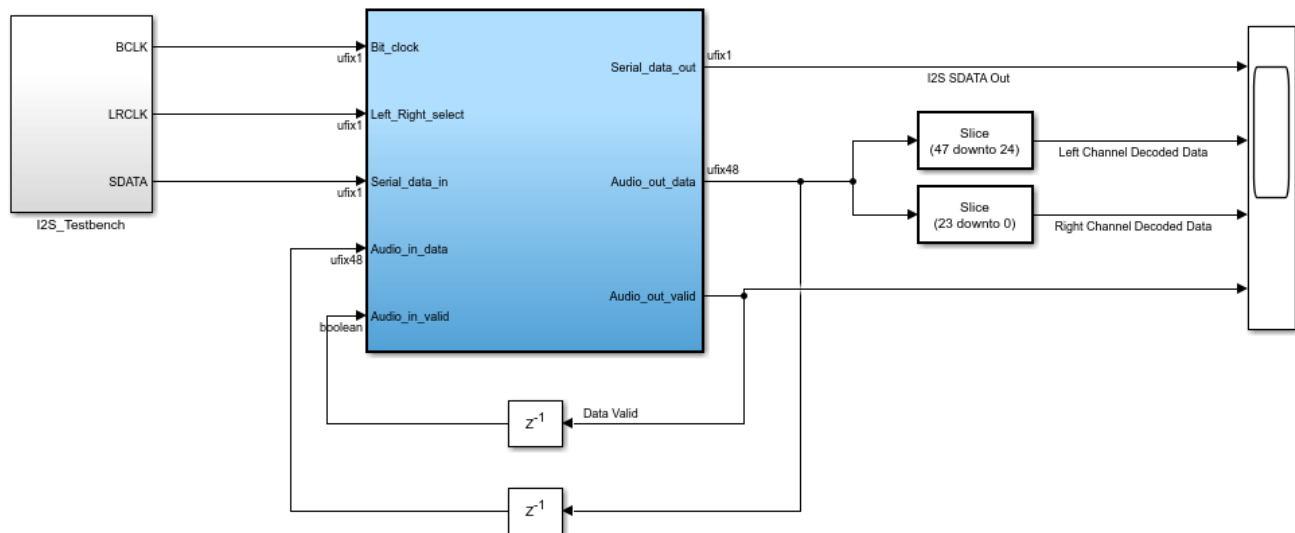 BCLK
LRCLK
SDATA
I2S_Testbench
ufix1
ufix1
ufix1
ufix48
boolean
Bit_clock
Left_Right_select
Serial_data_in
Audio_in_data
Audio_in_valid
Serial_data_out
Audio_out_data
Audio_out_valid
ufix1
I2S SDATA Out
ufix48
Slice
(47 downto 24)
Left Channel Decoded Data
Slice
(23 downto 0)
Right Channel Decoded Data
Data Valid
z-1
z-1